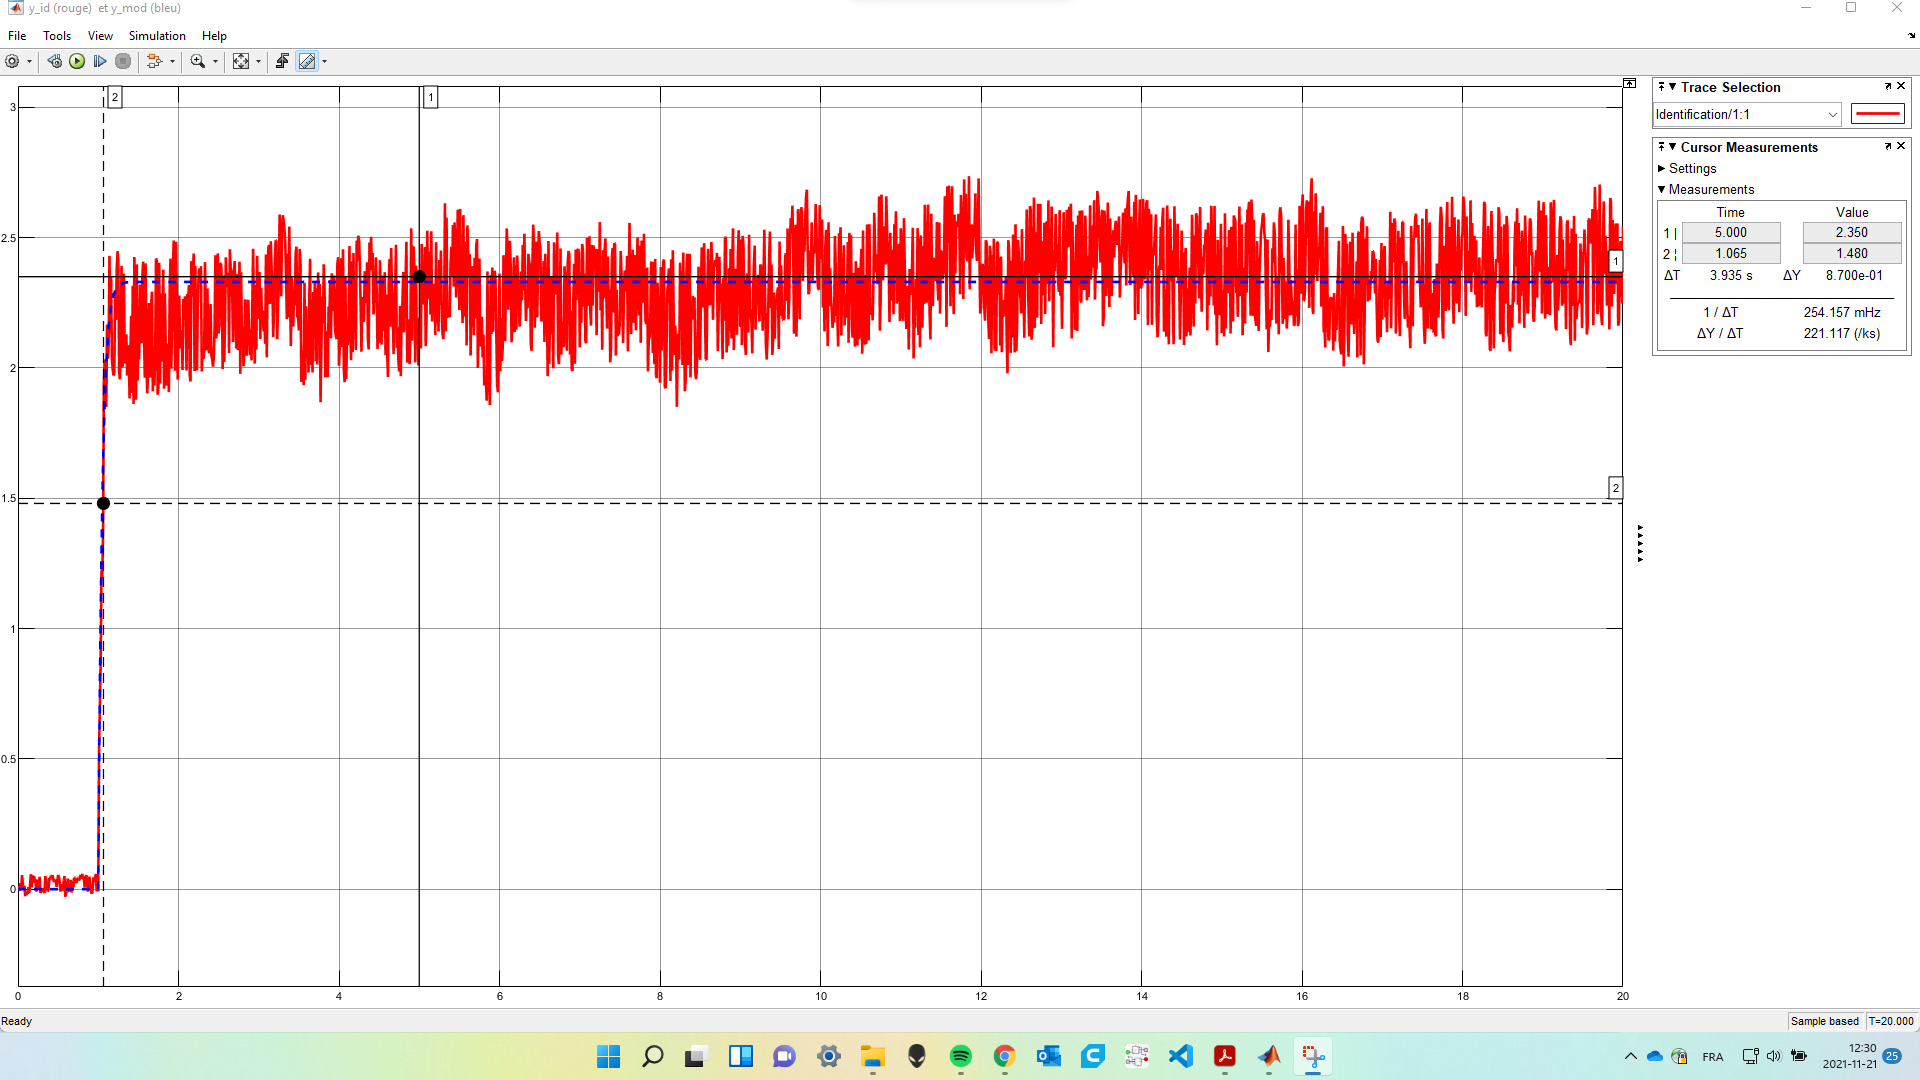 y_id (rouge)  et y_mod (bleu)
File Tools View Simulation Help
2
1
3
2.5
2
1.5
1
0.5
0
1
2
0 2 4 6 8 10 12 14 16 18 20
Trace Selection
Identification/1:1
Cursor Measurements
Settings
Measurements
Time Value
1 | 5.000 2.350
2 ¦ 1.065 1.480
ΔT 3.935 s ΔY 8.700e-01
1 / ΔT 254.157 mHz
ΔY / ΔT 221.117 (/ks)
Ready Sample based T=20.000
FRA 12:30
2021-11-21 25